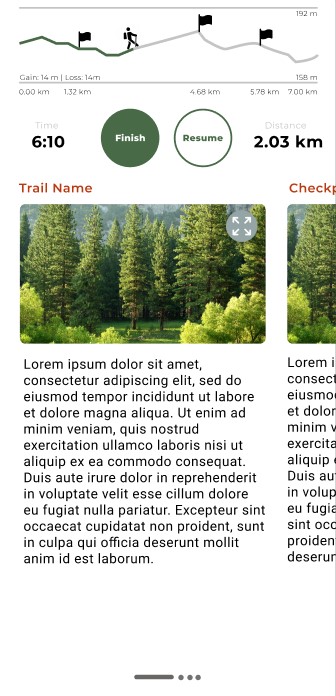 192 m
Gain: 14 m | Loss: 14m
158 m
0.00 km 1.32 km 4.68 km 5.78 km 7.00 km
Time
6:10
Finish
Resume
Distance
2.03 km
Trail Name
Lorem ipsum dolor sit amet,
consectetur adipiscing elit, sed do
eiusmod tempor incididunt ut labore
et dolore magna aliqua. Ut enim ad
minim veniam, quis nostrud
exercitation ullamco laboris nisi ut
aliquip ex ea commodo consequat.
Duis aute irure dolor in reprehenderit
in voluptate velit esse cillum dolore
eu fugiat nulla pariatur. Excepteur sint
occaecat cupidatat non proident, sunt
in culpa qui officia deserunt mollit
anim id est laborum.
Checkp
Lorem i
consect
eiusmod
et dolor
minim v
exercita
aliquip
Duis au
in volup
eu fugia
sint occ
proiden
deserun